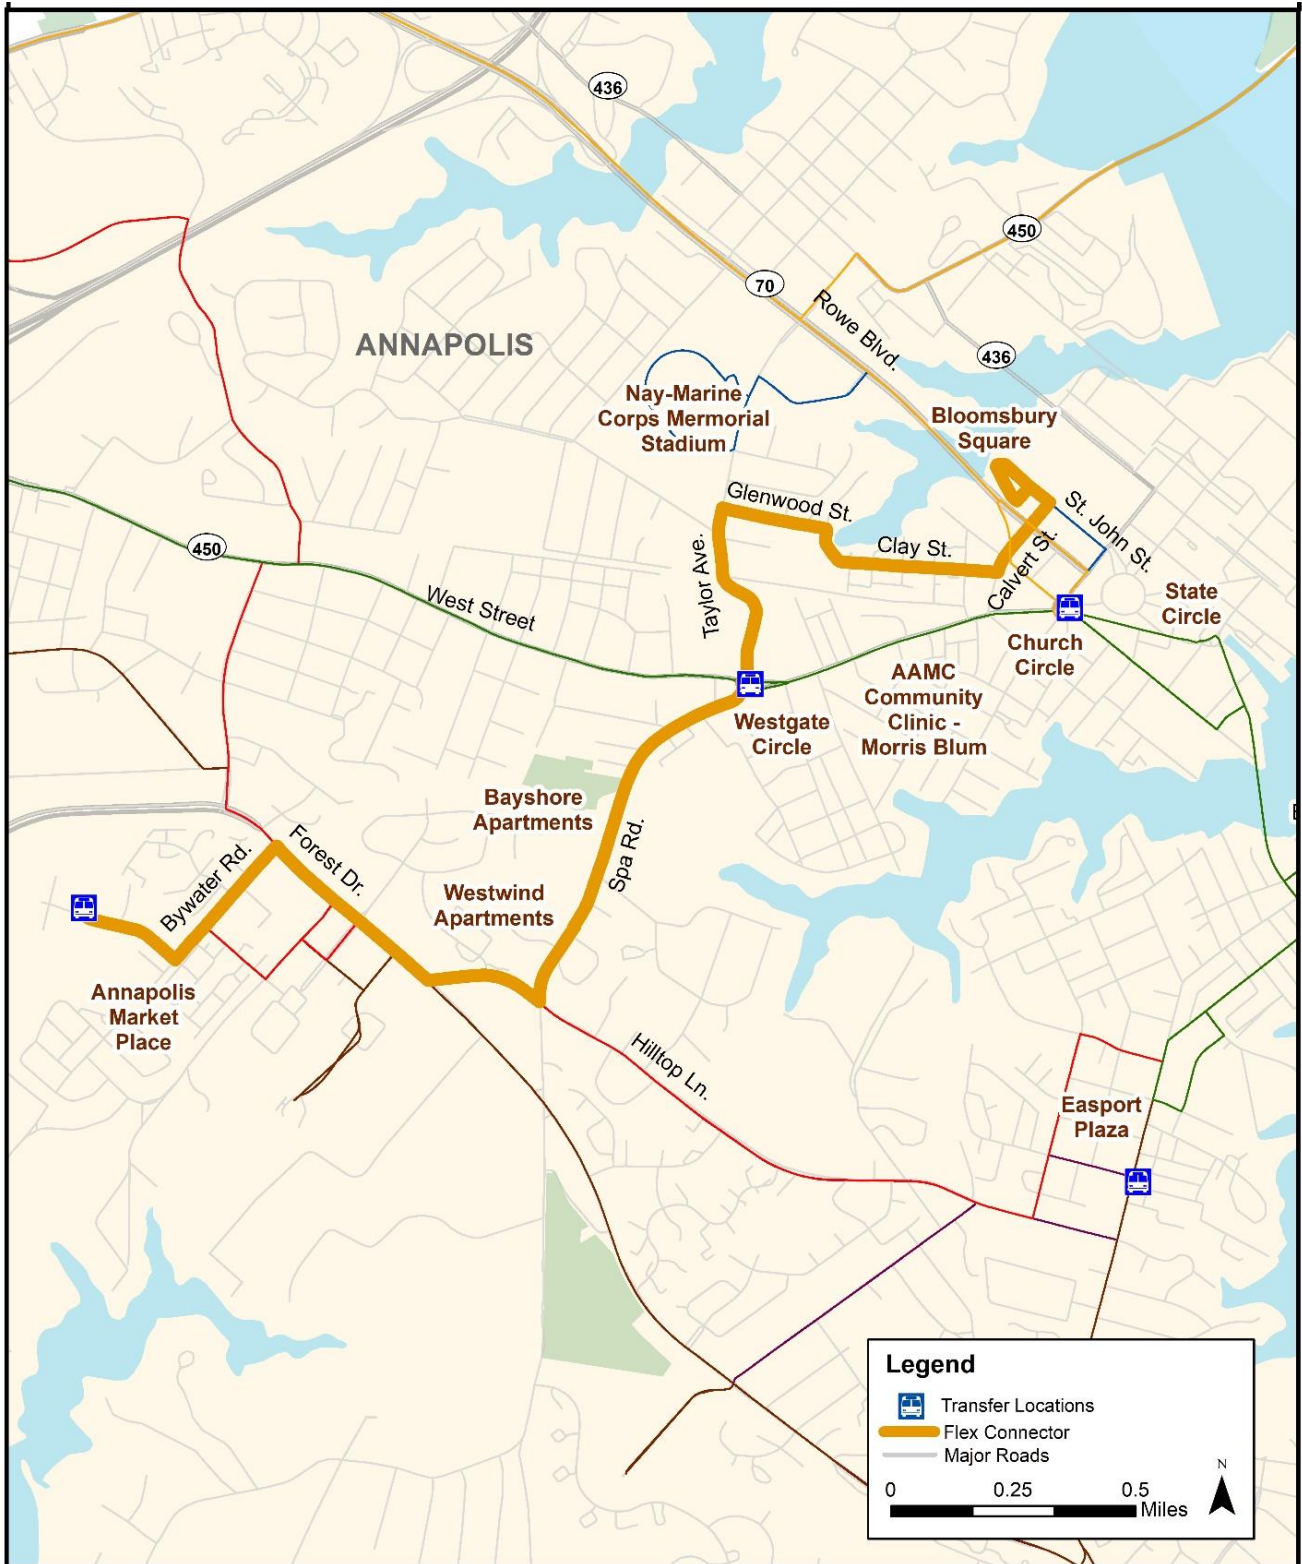 436
450
70
Rowe Blvd.
436
ANNAPOLIS
Nay-Marine
Corps Mermorial
Stadium
Bloomsbury
Square
Glenwood St.
St. John St.
Clay St.
Calvert St.
Taylor Ave.
450
West Street
State
Circle
Church
Circle
AAMC
Community
Clinic -
Morris Blum
Westgate
Circle
Bayshore
Apartments
Spa Rd.
Forest Dr.
Bywater Rd.
Westwind
Apartments
Annapolis
Market
Place
Hilltop Ln.
Easport
Plaza
Legend
Transfer Locations
Flex Connector
Major Roads
N
0 0.25 0.5
Miles